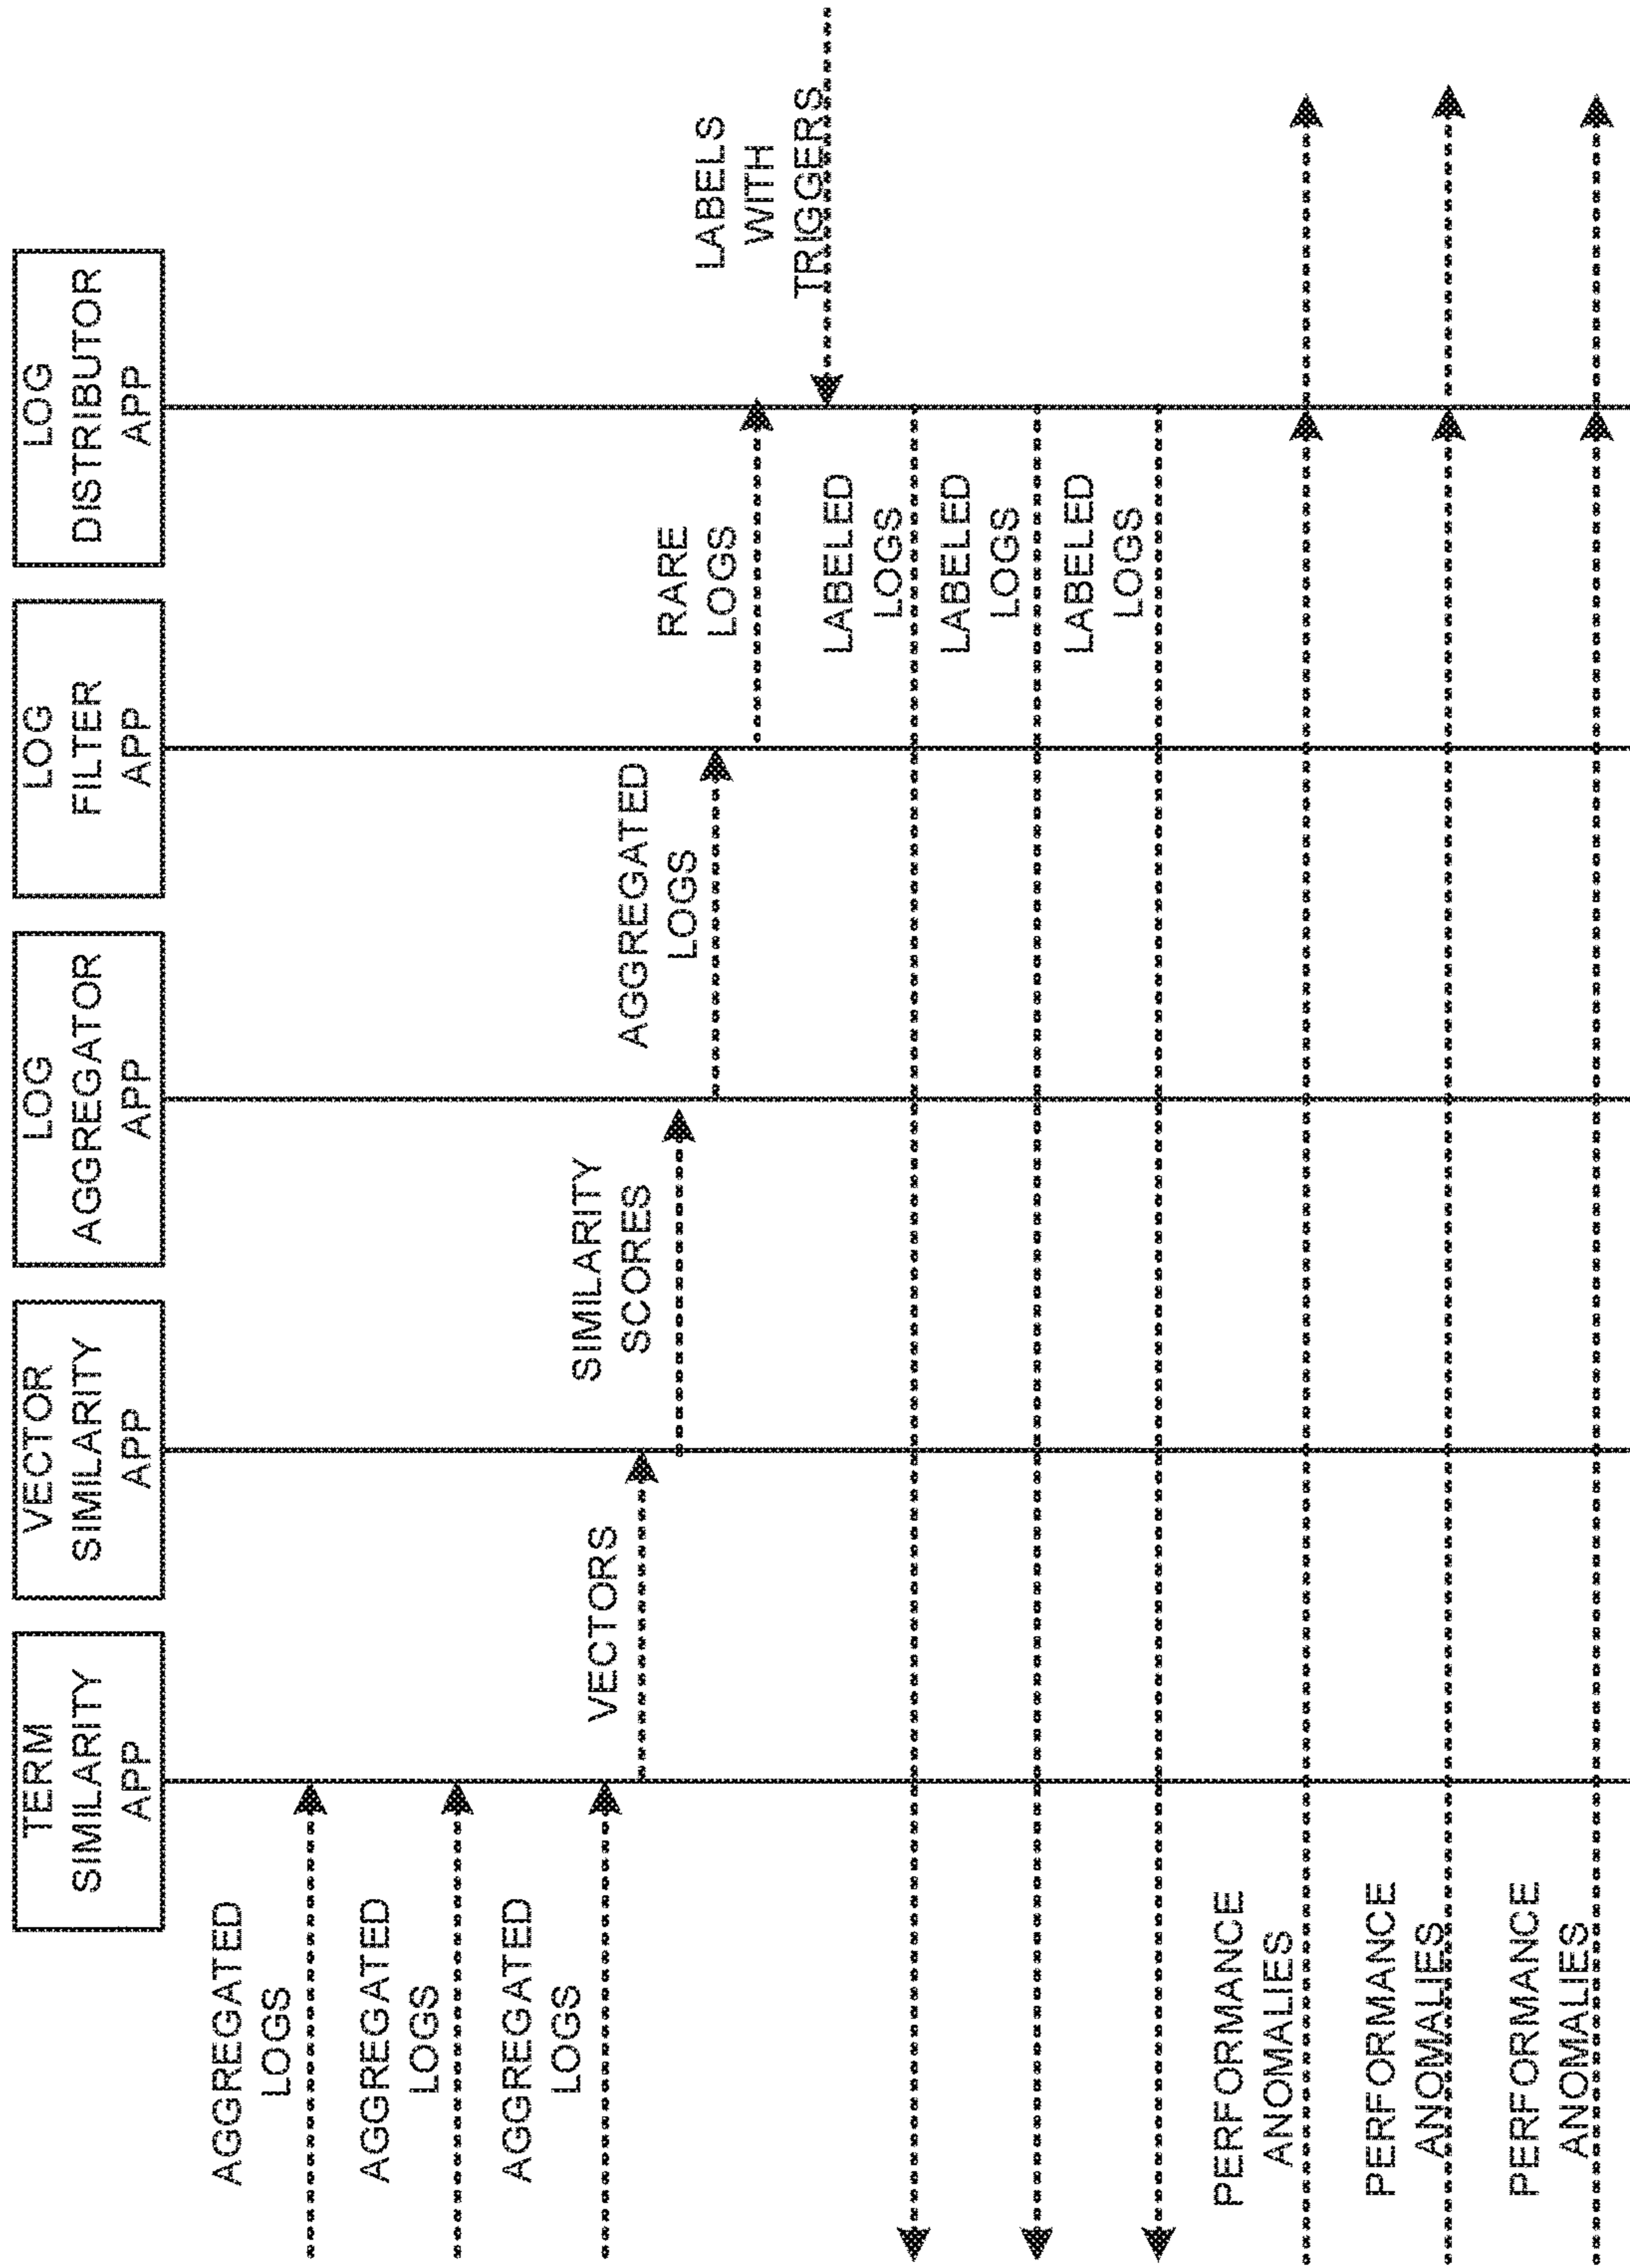 TERM
SIMILARITY
APP
VECTOR
SIMILARITY
APP
LOG
AGGREGATOR
APP
LOG
FILTER
APP
LOG
DISTRIBUTOR
APP
AGGREGATED
LOGS
AGGREGATED
LOGS
AGGREGATED
LOGS
VECTORS
SIMILARITY
SCORES
AGGREGATED
LOGS
RARE
LOGS
LABELS
WITH
TRIGGERS
LABELED
LOGS
LABELED
LOGS
LABELED
LOGS
PERFORMANCE
ANOMALIES
PERFORMANCE
ANOMALIES
PERFORMANCE
ANOMALIES